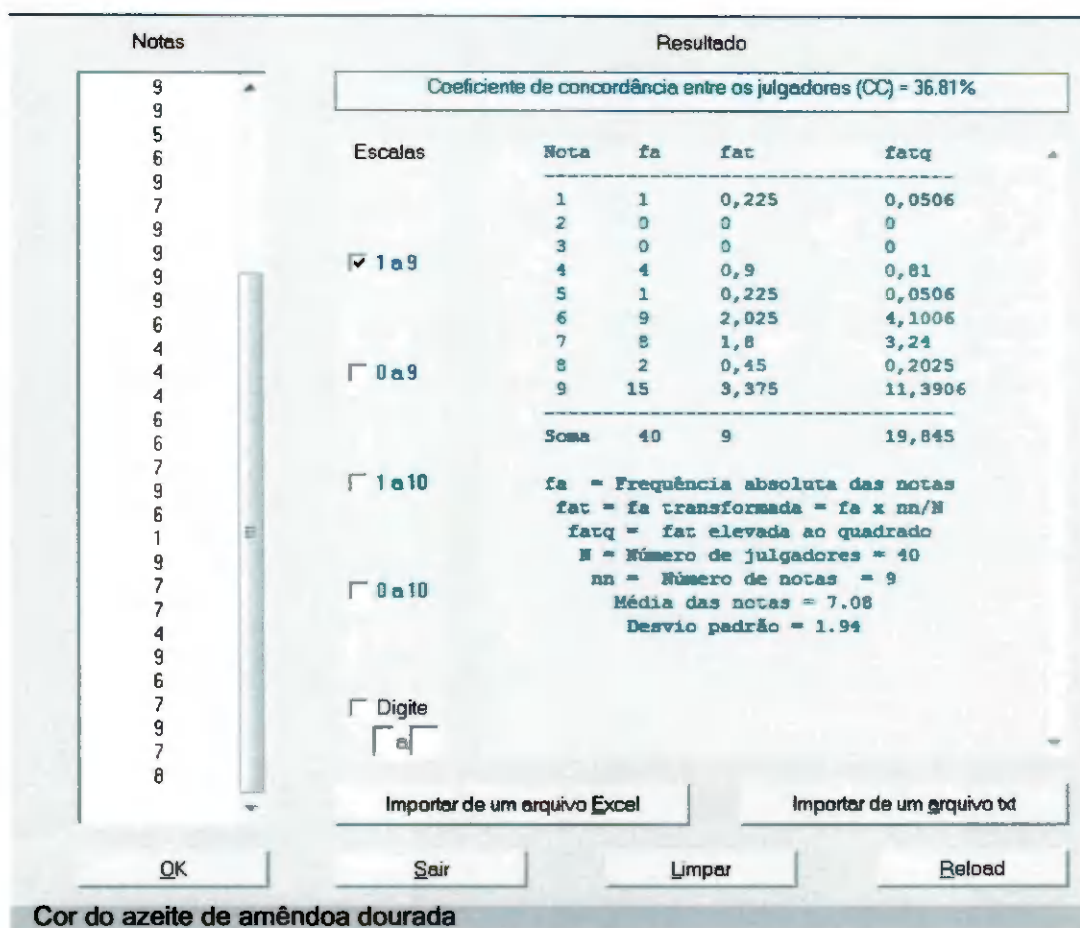 Notas
9
9
5
6
9
7
9
9
9
9
6
4
4
4
6
6
7
9
6
1
9
7
7
4
9
6
7
9
7
8
OK
Resultado
Coeficiente de concordância entre os julgadores (CC) = 36.81%
Escalas
1 a 9
0 a 9
1 a 10
0 a 10
Digite
a
Nota fa fat fatq
1 1 0,225 0,0506
2 0 0 0
3 0 0 0
4 4 0,9 0,81
5 1 0,225 0,0506
6 9 2,025 4,1006
7 8 1,8 3,24
8 2 0,45 0,2025
9 15 3,375 11,3906
Soma 40 9 19,845
fa = Frequência absoluta das notas
fat = fa transformada = fa x nn/N
fatq = fat elevada ao quadrado
N = Número de julgadores = 40
nn = Número de notas = 9
Média das notas = 7.08
Desvio padrão = 1.94
Importar de um arquivo Excel
Importar de um arquivo txt
Sair
Limpar
Reload
Cor do azeite de amêndoa dourada